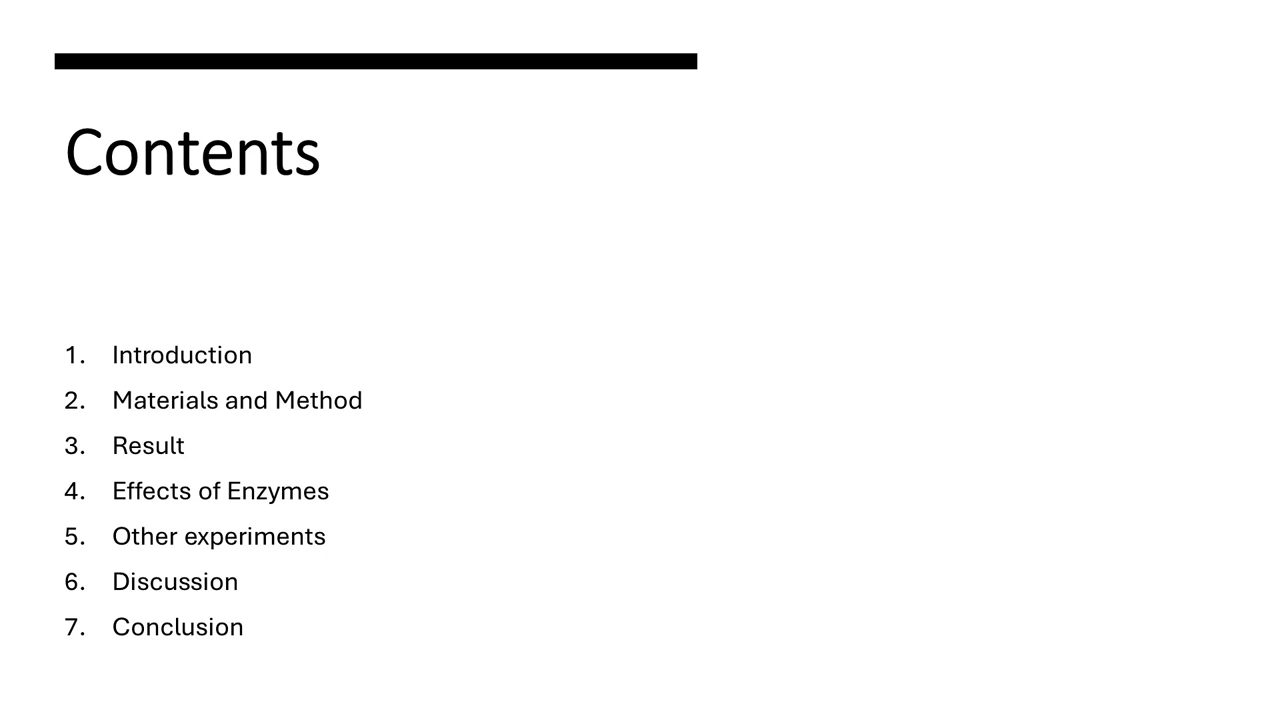 Contents
1. Introduction
2. Materials and Method
3. Result
4. Effects of Enzymes
5. Other experiments
6. Discussion
7. Conclusion